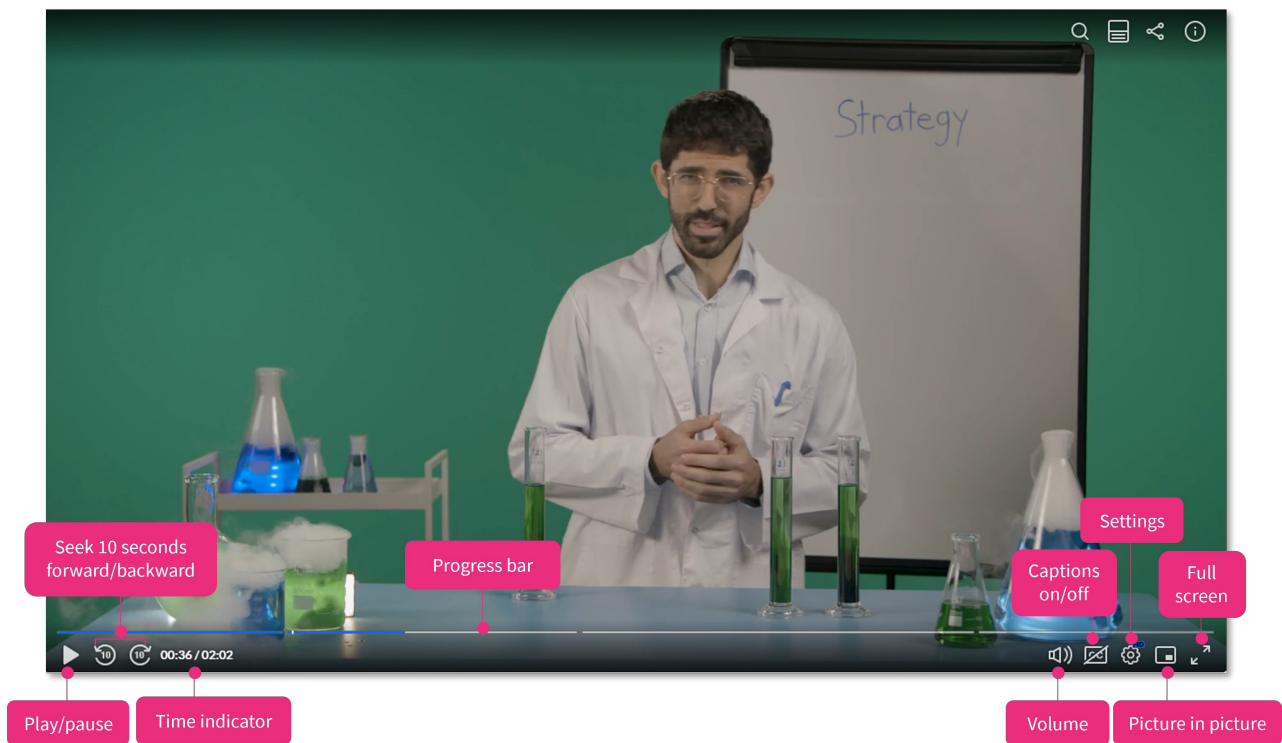 Strategy
Settings
Seek 10 seconds
forward/backward
Progress bar
Captions
on/off
Full
screen
10
10
00:36 / 02:02
CC
Play/pause
Time indicator
Volume
Picture in picture